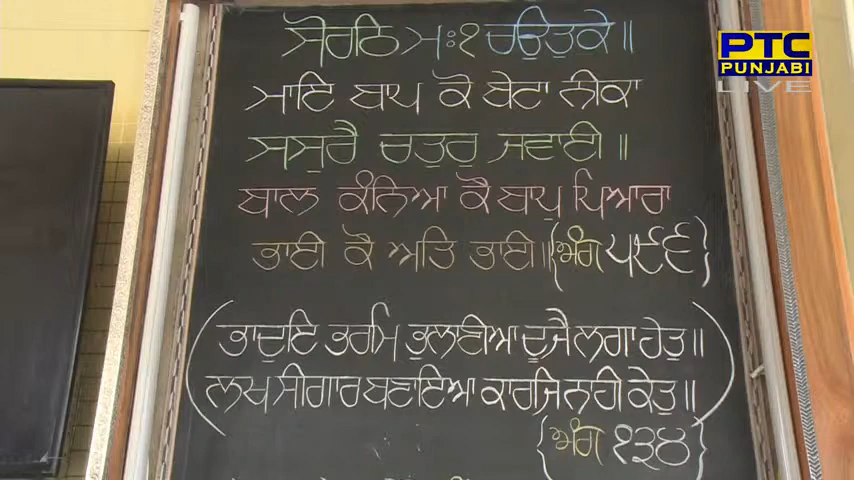 ਸੋਰਠਿ ਮਃ ੧ ਚਉਤੁਕੇ ॥
ਮਾਇ ਬਾਪ ਕੋ ਬੇਟਾ ਨੀਕਾ
ਸਸੁਰੈ ਚਤੁਰੁ ਜਵਾਈ ॥
ਬਾਲ ਕੰਨਿਆ ਕੌ ਬਾਪੁ ਪਿਆਰਾ
ਭਾਈ ਕੌ ਅਤਿ ਭਾਈ ॥ {ਅੰਗ ੫੯੬}
(ਭਾਦੁਇ ਭਰਮਿ ਭੁਲਾਈਆ ਦੂਜੈ ਲਗਾ ਹੇਤੁ ॥
ਲਖ ਸੀਗਾਰ ਬਣਾਇਆ ਕਾਰਜਿ ਨਾਹੀ ਕੇਤੁ ॥)
{ਅੰਗ ੧੩੪}
PTC
PUNJABI
LIVE